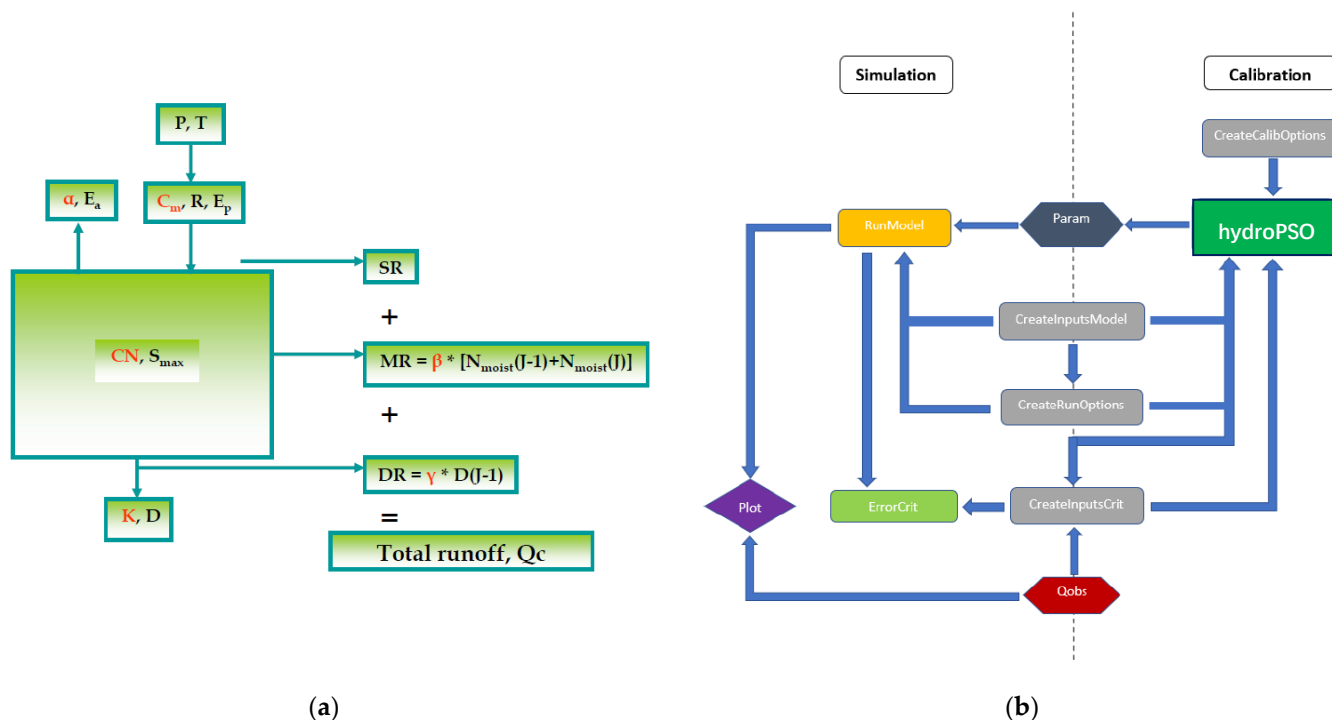 P, T
α, Ea
Cm, R, Ep
SR
+
CN, Smax
MR = β * [Nmoist(J-1)+Nmoist(J)]
+
DR = γ * D(J-1)
K, D
=
Total runoff, Qc
(a)
Simulation
Calibration
CreateCalibOptions
RunModel
Param
hydroPSO
CreateInputsModel
CreateRunOptions
Plot
ErrorCrit
CreateInputsCrit
Qobs
(b)